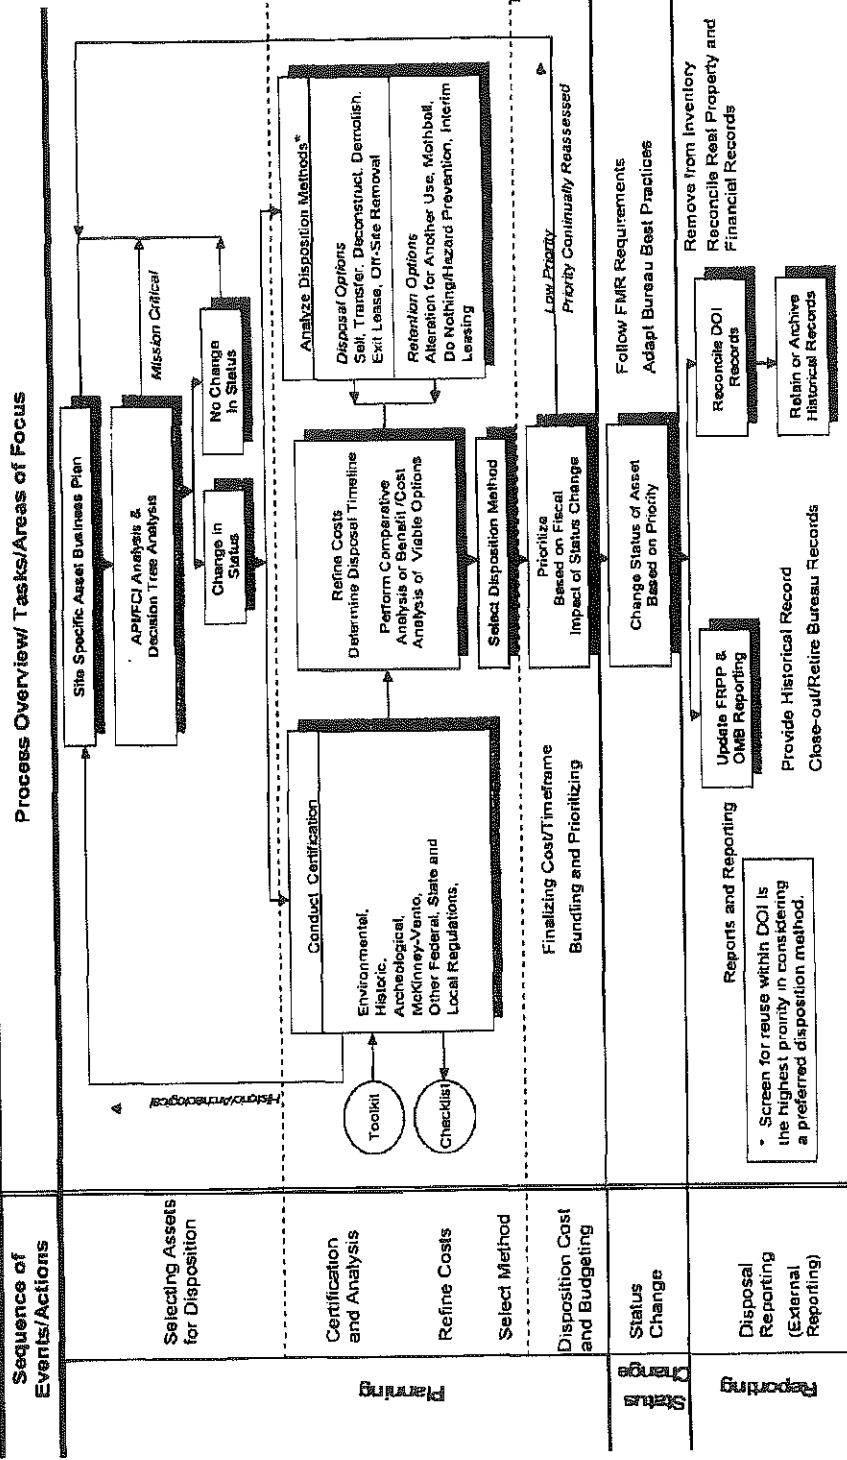 Sequence of
Events/Actions
Process Overview/ Tasks/Areas of Focus
Planning
Selecting Assets
for Disposition
Site Specific Asset Business Plan
API/FCI Analysis &
Decision Tree Analysis
Mission Critical
Change in
Status
No Change
In Status
Historic/Archeological
Certification
and Analysis
Refine Costs
Select Method
Toolkit
Checklist
Conduct Certification
Environmental,
Historic,
Archeological,
McKinney-Vento,
Other Federal, State and
Local Regulations,
Refine Costs
Determine Disposal Timeline
Perform Comparative
Analysis or Benefit /Cost
Analysis of Viable Options
Analyze Disposition Methods*
Disposal Options
Sell, Transfer, Deconstruct, Demolish,
Exit Lease, Off-Site Removal
Retention Options
Alteration for Another Use, Mothball,
Do Nothing/Hazard Prevention, Interim
Leasing
Select Disposition Method
Disposition Cost
and Budgeting
Finalizing Cost/Timeframe
Bundling and Prioritizing
Prioritize
Based on Fiscal
Impact of Status Change
Low Priority
Priority Continually Reassessed
Status
Change
Status
Change
Change Status of Asset
Based on Priority
Follow FMR Requirements
Adapt Bureau Best Practices
Reporting
Disposal
Reporting
(External
Reporting)
Reports and Reporting
Update FRPP &
OMB Reporting
Provide Historical Record
Close-out/Retire Bureau Records
Reconcile DOI
Records
Retain or Archive
Historical Records
Remove from Inventory
Reconcile Real Property and
Financial Records
* Screen for reuse within DOI is
the highest priority in considering
a preferred disposition method.